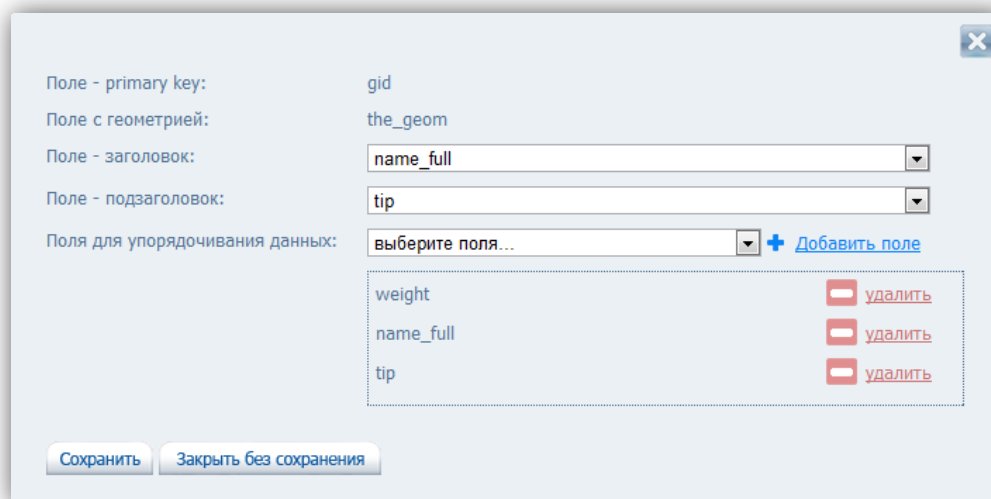 Поле - primary key: gid
Поле с геометрией: the_geom
Поле - заголовок: name_full
Поле - подзаголовок: tip
Поля для упорядочивания данных: выберите поля... Добавить поле
weight удалить
name_full удалить
tip удалить
Сохранить Закрыть без сохранения